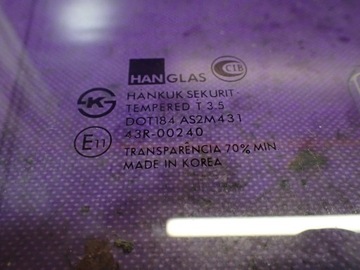 HANGLAS CTB
HANKUK SEKURIT
TEMPERED T 3.5
DOT184 AS2M431
E11 43R-00240
TRANSPARENCIA 70% MIN
MADE IN KOREA